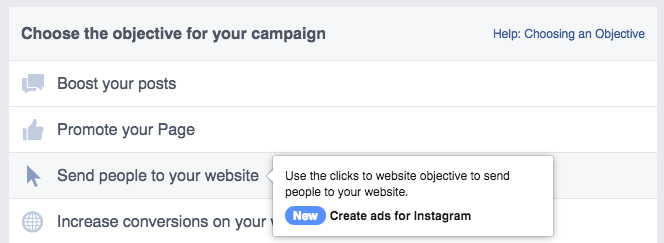 Choose the objective for your campaign
Help: Choosing an Objective
Boost your posts
Promote your Page
Send people to your website
Use the clicks to website objective to send
people to your website.
New Create ads for Instagram
Increase conversions on your